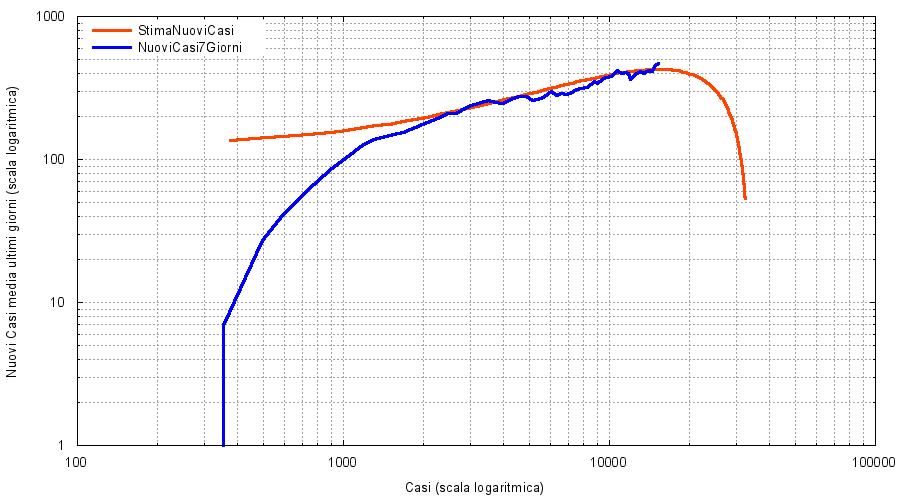 1000
StimaNuoviCasi
NuoviCasi7Giorni
100
10
1
100
1000
10000
100000
Nuovi Casi media ultimi giorni (scala logaritmica)
Casi (scala logaritmica)